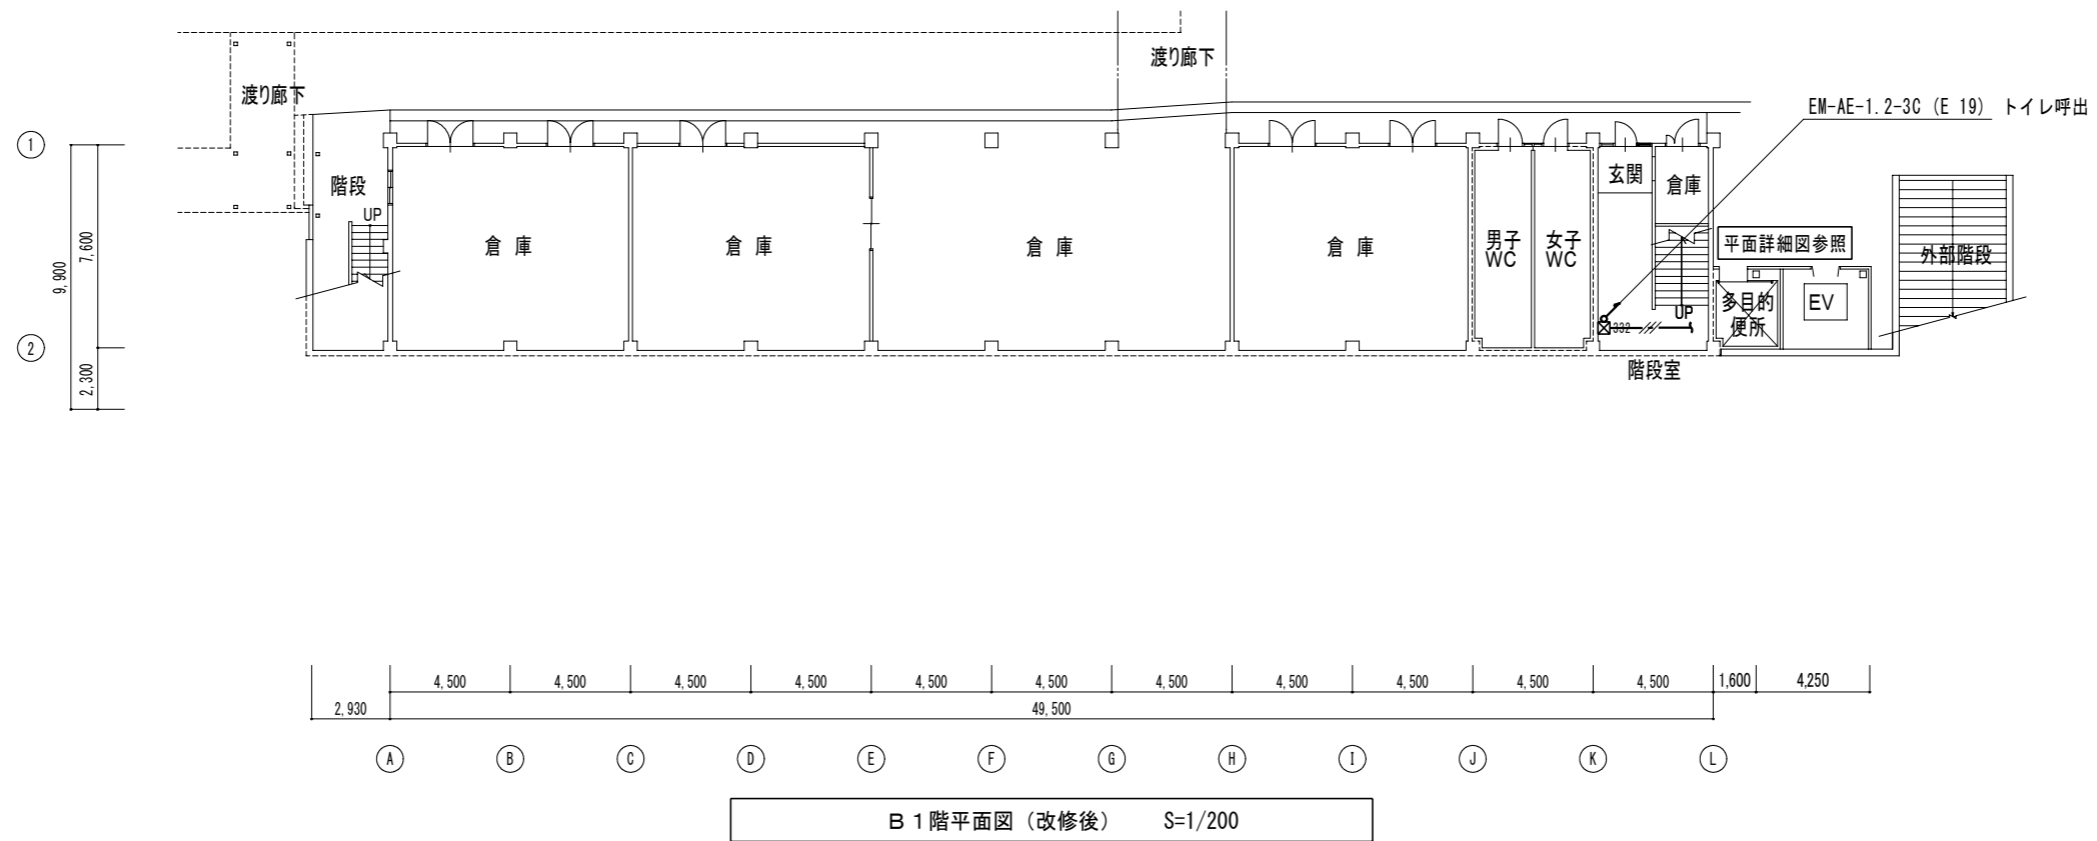 渡り廊下
渡り廊下
EM-AE-1.2-3C (E 19) トイレ呼出
1
階段
UP
倉 庫
倉 庫
倉 庫
倉 庫
男子
WC
女子
WC
玄関
倉庫
平面詳細図参照
外部階段
多目的
便所
EV
UP
332
階段室
2
9,900
7,600
2,300
4,500
4,500
4,500
4,500
4,500
4,500
4,500
4,500
4,500
4,500
4,500
1,600
4,250
2,930
49,500
A
B
C
D
E
F
G
H
I
J
K
L
B1階平面図(改修後) S=1/200